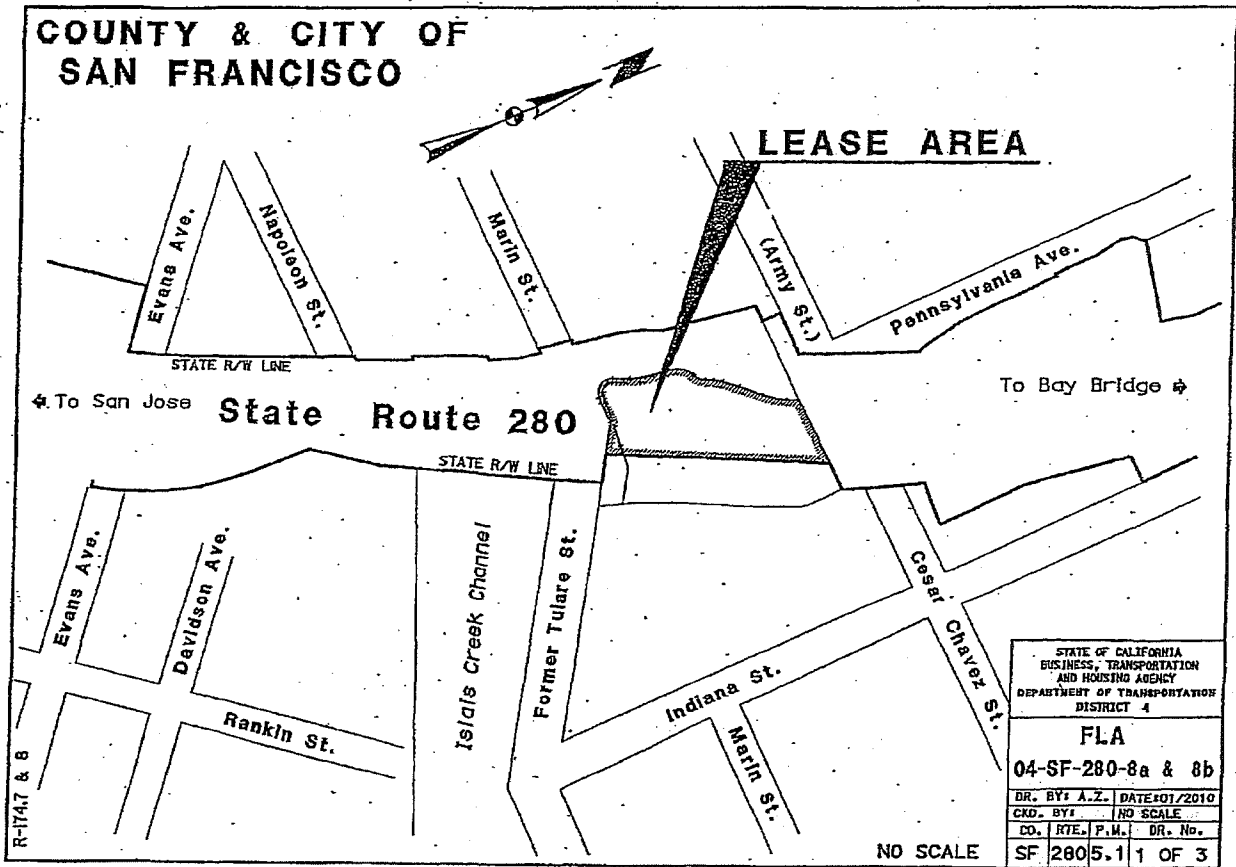 COUNTY & CITY OF
SAN FRANCISCO
LEASE AREA
Evans Ave.
Napoleon St.
Marin St.
(Army St.)
Pennsylvania Ave.
STATE R/W LINE
To San Jose
State Route 280
To Bay Bridge
STATE R/W LINE
Evans Ave.
Davidson Ave.
Rankin St.
Islais Creek Channel
Former Tulare St.
Indiana St.
Marin St.
Cesar Chavez St.
R-174.7 & 8
NO SCALE
STATE OF CALIFORNIA
BUSINESS, TRANSPORTATION
AND HOUSING AGENCY
DEPARTMENT OF TRANSPORTATION
DISTRICT 4
FLA
04-SF-280-8a & 8b
DR. BY: A.Z. DATE:01/2010
CKD. BY: NO SCALE
CO. RTE. P.M. DR. No.
SF 280 5.1 1 OF 3